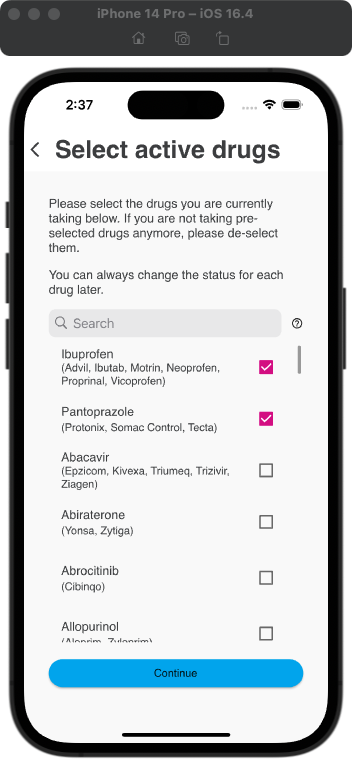 iPhone 14 Pro – iOS 16.4
2:37
Select active drugs
Please select the drugs you are currently
taking below. If you are not taking pre-
selected drugs anymore, please de-select
them.
You can always change the status for each
drug later.
Search
Ibuprofen
(Advil, Ibutab, Motrin, Neoprofen,
Proprinal, Vicoprofen)
Pantoprazole
(Protonix, Somac Control, Tecta)
Abacavir
(Epzicom, Kivexa, Triumeq, Trizivir,
Ziagen)
Abiraterone
(Yonsa, Zytiga)
Abrocitinib
(Cibinqo)
Allopurinol
(Aloprim, Zyloprim)
Continue